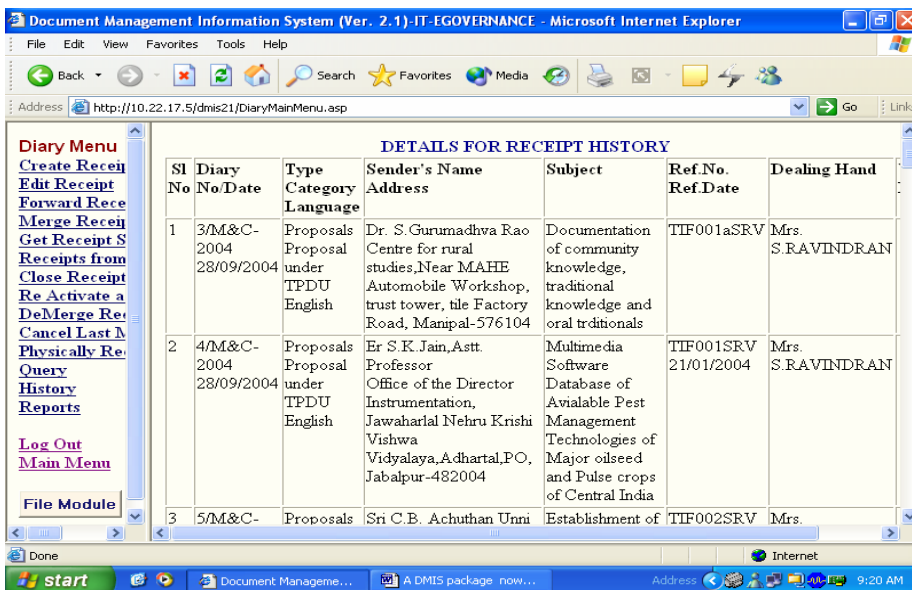 Document Management Information System (Ver. 2.1)-IT-EGOVERNANCE - Microsoft Internet Explorer
File Edit View Favorites Tools Help
Back Search Favorites Media
Address http://10.22.17.5/dmis21/DiaryMainMenu.asp Go Link
Diary Menu
Create Receip
Edit Receipt
Forward Rece
Merge Receip
Get Receipt S
Receipts from
Close Receipt
Re Activate a
DeMerge Re
Cancel Last M
Physically Re
Query
History
Reports
Log Out
Main Menu
File Module
DETAILS FOR RECEIPT HISTORY
Sl No
Diary No/Date
Type Category Language
Sender's Name Address
Subject
Ref.No. Ref.Date
Dealing Hand
1
3/M&C-
2004
28/09/2004
Proposals
Proposal
under
TPDU
English
Dr. S.Gurumadhva Rao
Centre for rural
studies,Near MAHE
Automobile Workshop,
trust tower, tile Factory
Road, Manipal-576104
Documentation
of community
knowledge,
traditional
knowledge and
oral trditionals
TIF001aSRV
Mrs.
S.RAVINDRAN
2
4/M&C-
2004
28/09/2004
Proposals
Proposal
under
TPDU
English
Er S.K.Jain,Astt.
Professor
Office of the Director
Instrumentation,
Jawaharlal Nehru Krishi
Vishwa
Vidyalaya,Adhartal,PO,
Jabalpur-482004
Multimedia
Software
Database of
Avialable Pest
Management
Technologies of
Major oilseed
and Pulse crops
of Central India
TIF001SRV
21/01/2004
Mrs.
S.RAVINDRAN
3
5/M&C-
Proposals
Sri C.B. Achuthan Unni
Establishment of
TIF002SRV
Mrs.
Done Internet
start Document Manageme... A DMIS package now... Address 9:20 AM